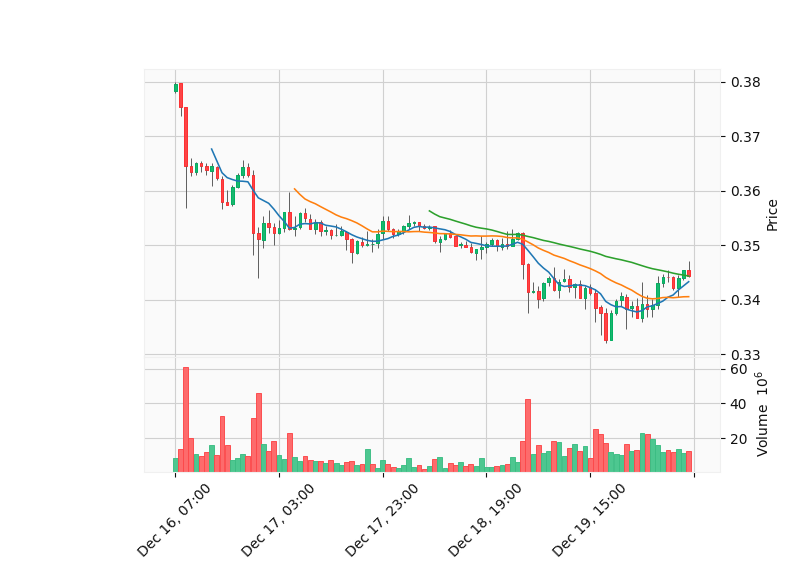 0.38
0.37
0.36
0.35
0.34
0.33
Price
60
40
20
Volume 10^6
Dec 16, 07:00
Dec 17, 03:00
Dec 17, 23:00
Dec 18, 19:00
Dec 19, 15:00